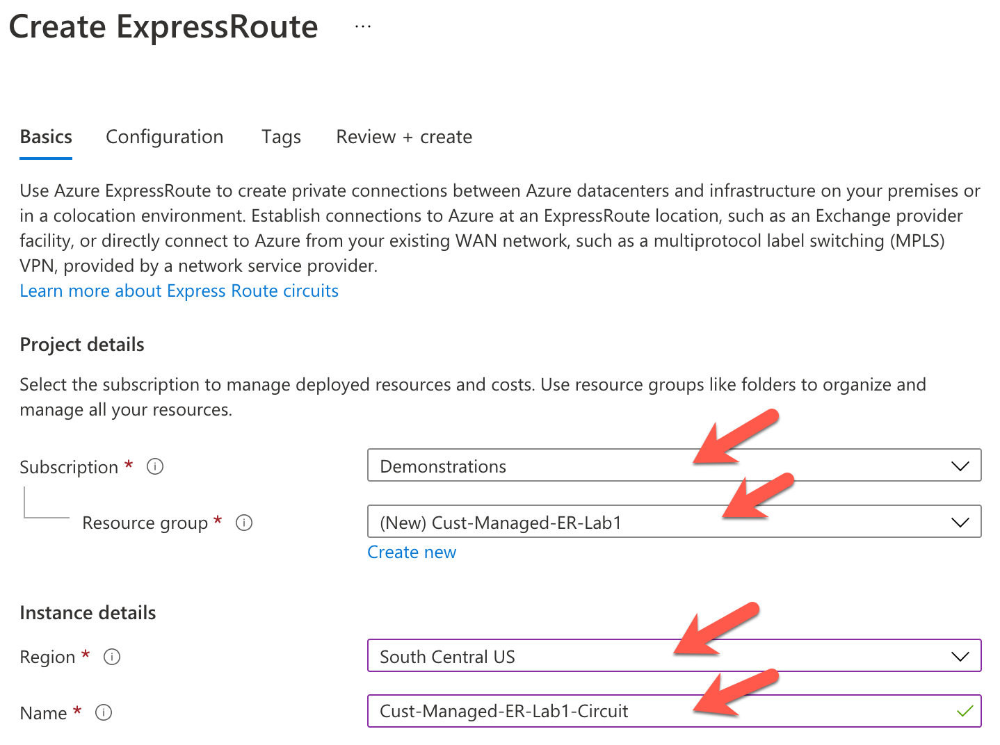 Create ExpressRoute ...
Basics Configuration Tags Review + create
Use Azure ExpressRoute to create private connections between Azure datacenters and infrastructure on your premises or
in a colocation environment. Establish connections to Azure at an ExpressRoute location, such as an Exchange provider
facility, or directly connect to Azure from your existing WAN network, such as a multiprotocol label switching (MPLS)
VPN, provided by a network service provider.
Learn more about Express Route circuits
Project details
Select the subscription to manage deployed resources and costs. Use resource groups like folders to organize and
manage all your resources.
Subscription * Demonstrations
Resource group * (New) Cust-Managed-ER-Lab1
Create new
Instance details
Region * South Central US
Name * Cust-Managed-ER-Lab1-Circuit